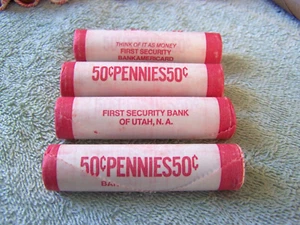 THINK OF IT AS MONEY
FIRST SECURITY
BANKAMERICARD
50¢PENNIES50¢
FIRST SECURITY BANK
OF UTAH, N. A.
50¢PENNIES50¢